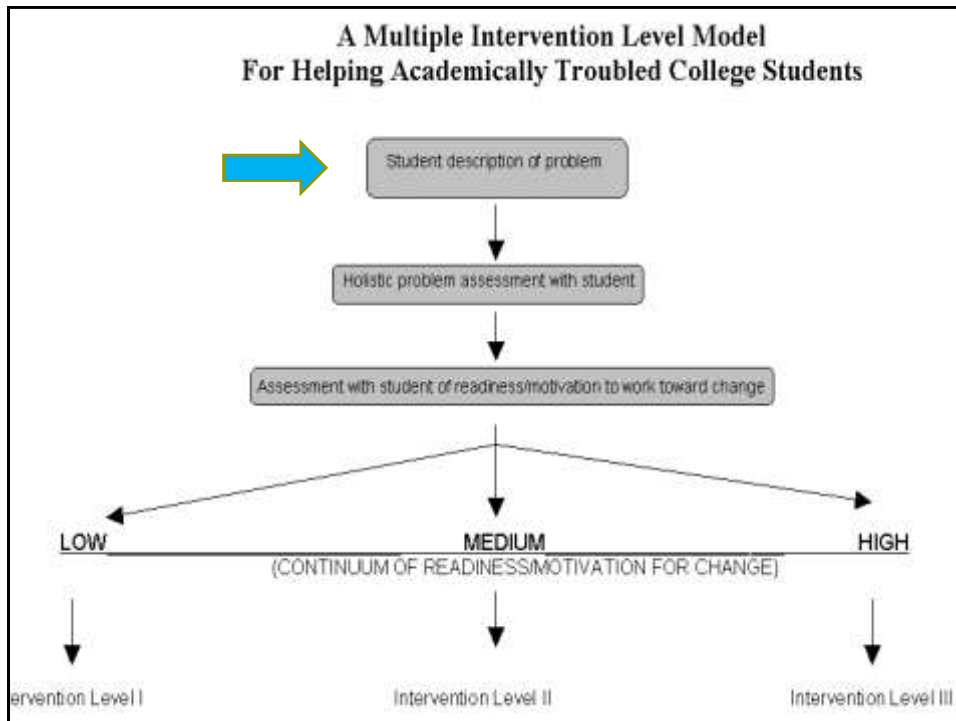 A Multiple Intervention Level Model
For Helping Academically Troubled College Students
Student description of problem
Holistic problem assessment with student
Assessment with student of readiness/motivation to work toward change
LOW MEDIUM HIGH
(CONTINUUM OF READINESS/MOTIVATION FOR CHANGE)
ervention Level I Intervention Level II Intervention Level III